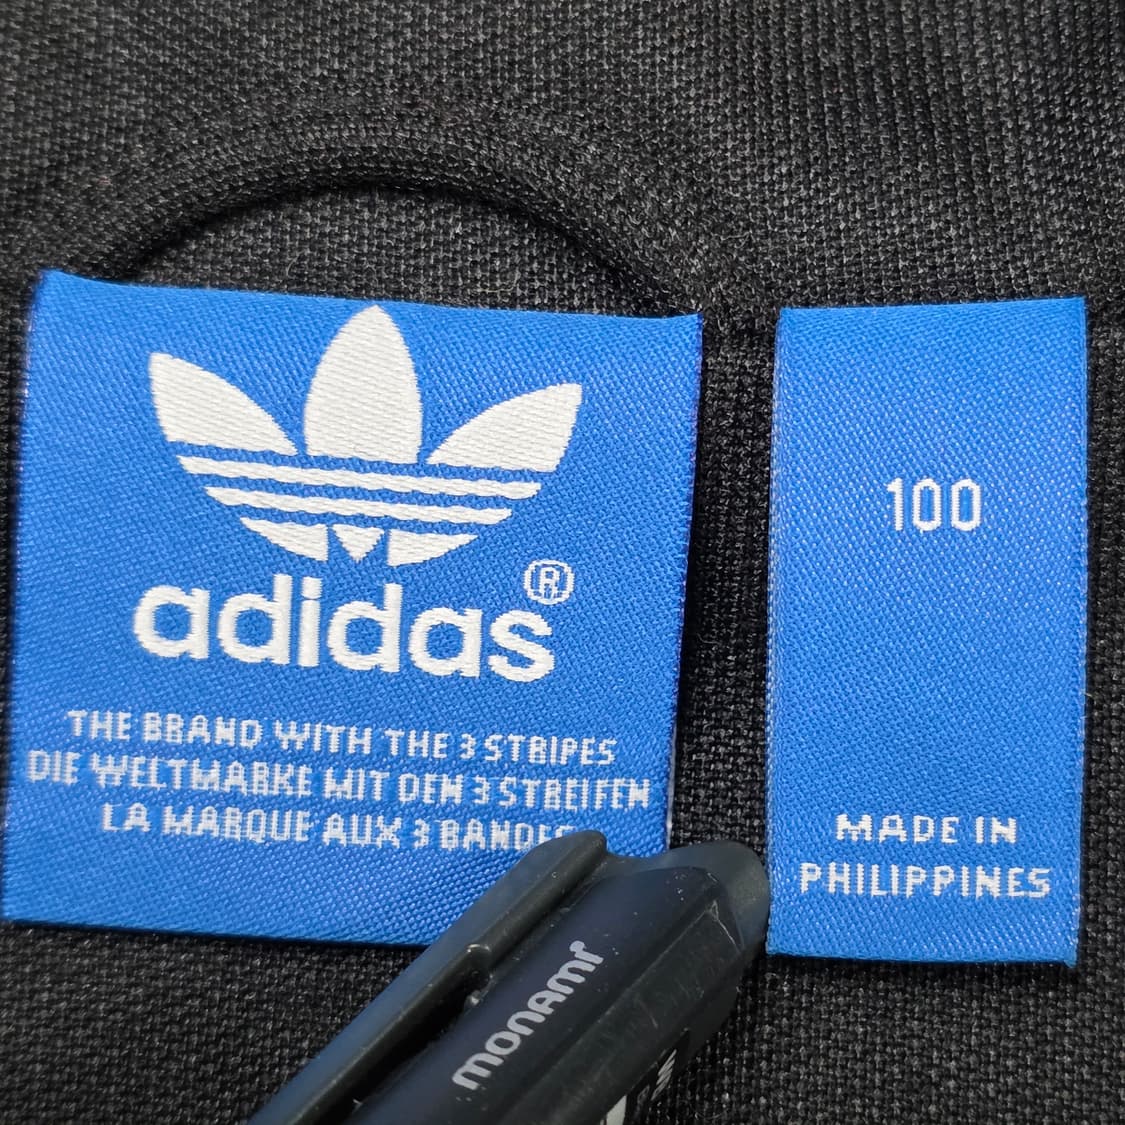 adidas®
THE BRAND WITH THE 3 STRIPES
DIE WELTMARKE MIT DEN 3 STREIFEN
LA MARQUE AUX 3 BANDES
100
MADE IN
PHILIPPINES
monami